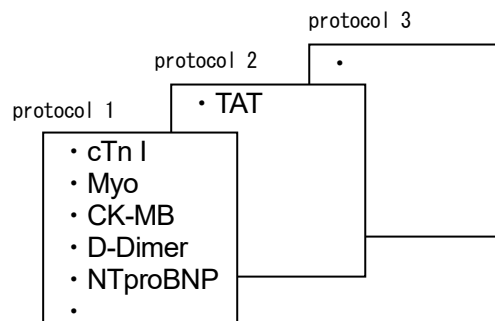 protocol 3
protocol 2
・
・TAT
protocol 1
・cTn I
・Myo
・CK-MB
・D-Dimer
・NTproBNP
・